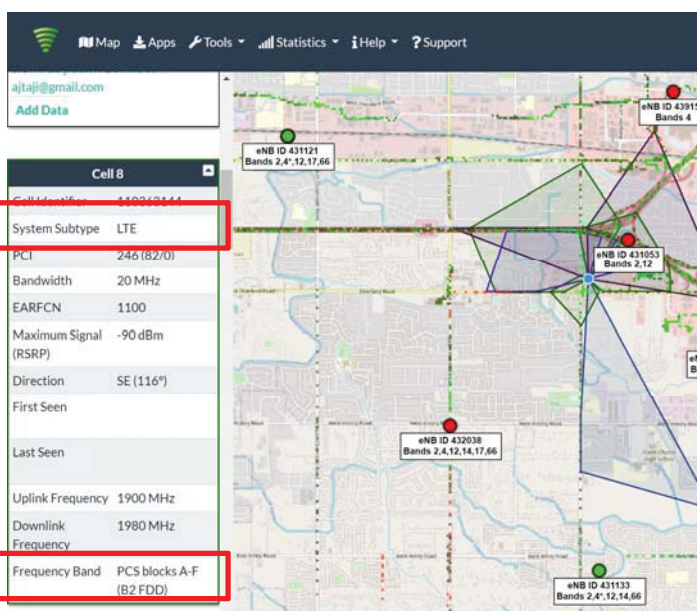 Map Apps Tools Statistics Help Support
ajtaji@gmail.com
Add Data
Cell 8
Cell Identifier 110363144
System Subtype LTE
PCI 246 (82/0)
Bandwidth 20 MHz
EARFCN 1100
Maximum Signal -90 dBm
(RSRP)
Direction SE (116°)
First Seen
Last Seen
Uplink Frequency 1900 MHz
Downlink 1980 MHz
Frequency
Frequency Band PCS blocks A-F
(B2 FDD)
Bands 4
eNB ID 431121
Bands 2,4*,12,17,66
eNB ID 431053
Bands 2,12
eNB ID 432038
Bands 2,4,12,14,17,66
eNB ID 431133
Bands 2,4*,12,14,66